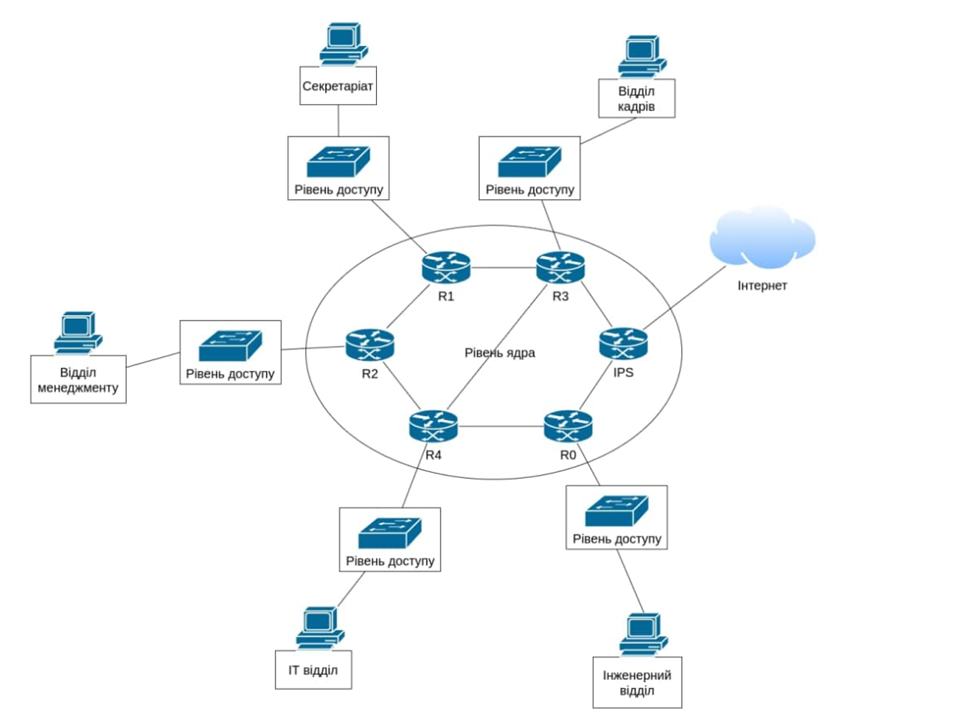 Секретаріат
Відділ
кадрів
Рівень доступу
Рівень доступу
Інтернет
R1
R3
Рівень ядра
Відділ
менеджменту
Рівень доступу
R2
IPS
R4
R0
Рівень доступу
Рівень доступу
ІТ відділ
Інженерний
відділ